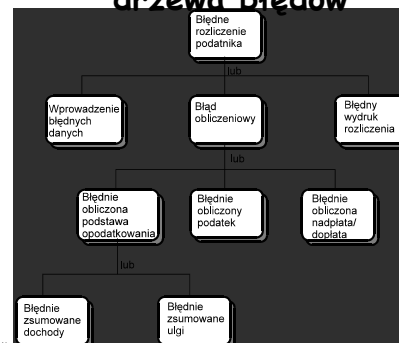 drzewa błędów
Błędne
rozliczenie
podatnika
lub
Wprowadzenie
błędnych
danych
Błąd
obliczeniowy
Błędny
wydruk
rozliczenia
lub
Błędnie
obliczona
podstawa
opodatkowania
Błędnie
obliczony
podatek
Błędnie
obliczona
nadpłata/
dopłata
lub
Błędnie
zsumowane
dochody
Błędnie
zsumowane
ulgi